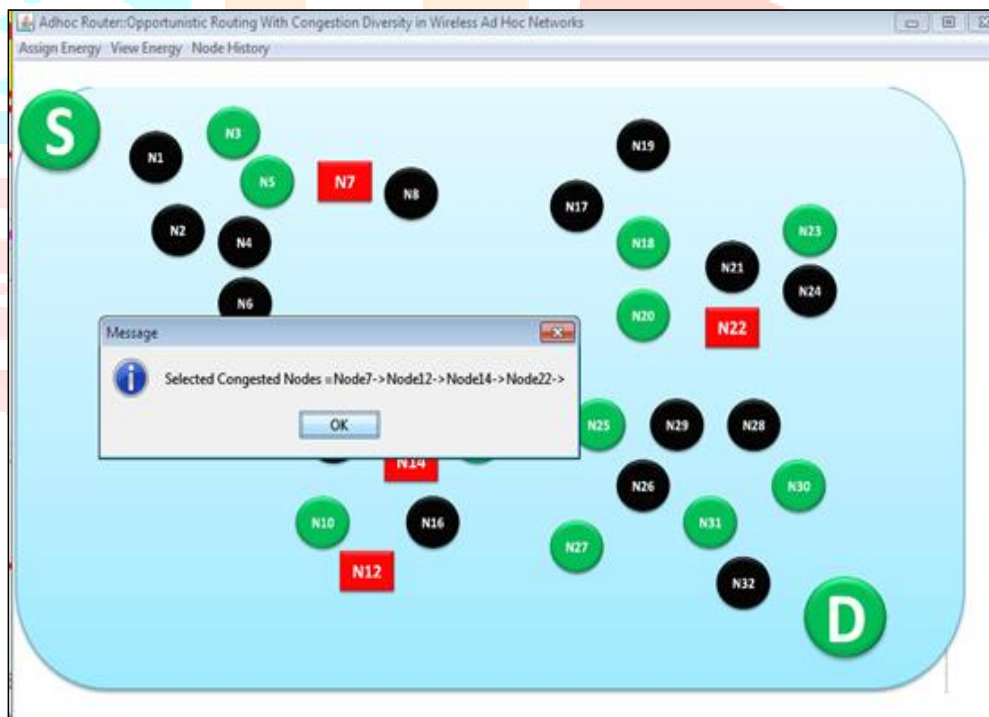 Adhoc Router::Opportunistic Routing With Congestion Diversity in Wireless Ad Hoc Networks
Assign Energy View Energy Node History
S
N1
N3
N5
N7
N8
N2
N4
N6
N19
N17
N18
N23
N21
N24
N20
N22
Message
Selected Congested Nodes =Node7->Node12->Node14->Node22->
OK
N25
N29
N28
N14
N26
N30
N10
N16
N31
N27
N12
N32
D